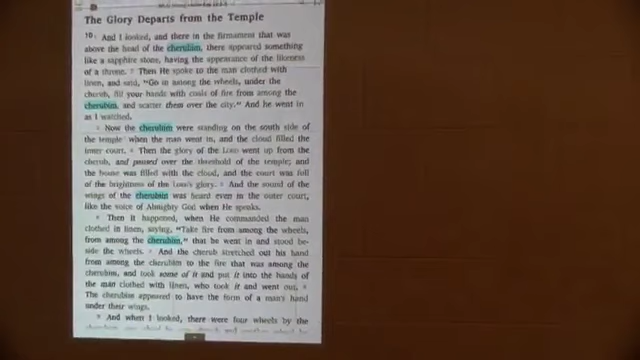 The Glory Departs from the Temple
10 And I looked, and there in the firmament that was
above the head of the cherubim, there appeared something
like a sapphire stone, having the appearance of the likeness
of a throne. Then He spoke to the man clothed with
linen, and said, "Go in among the wheels, under the
cherub, fill your hands with coals of fire from among the
cherubim, and scatter them over the city." And he went in
as I watched.
Now the cherubim were standing on the south side of
the temple when the man went in, and the cloud filled the
inner court. Then the glory of the LORD went up from the
cherub, and paused over the threshold of the temple; and
the house was filled with the cloud, and the court was full
of the brightness of the LORD's glory. And the sound of the
wings of the cherubim was heard even in the outer court,
like the voice of Almighty God when He speaks.
Then it happened, when He commanded the man
clothed in linen, saying, "Take fire from among the wheels,
from among the cherubim," that he went in and stood be-
side the wheels. And the cherub stretched out his hand
from among the cherubim to the fire that was among the
cherubim, and took some of it and put it into the hands of
the man clothed with linen, who took it and went out.
The cherubim appeared to have the form of a man's hand
under their wings.
And when I looked, there were four wheels by the